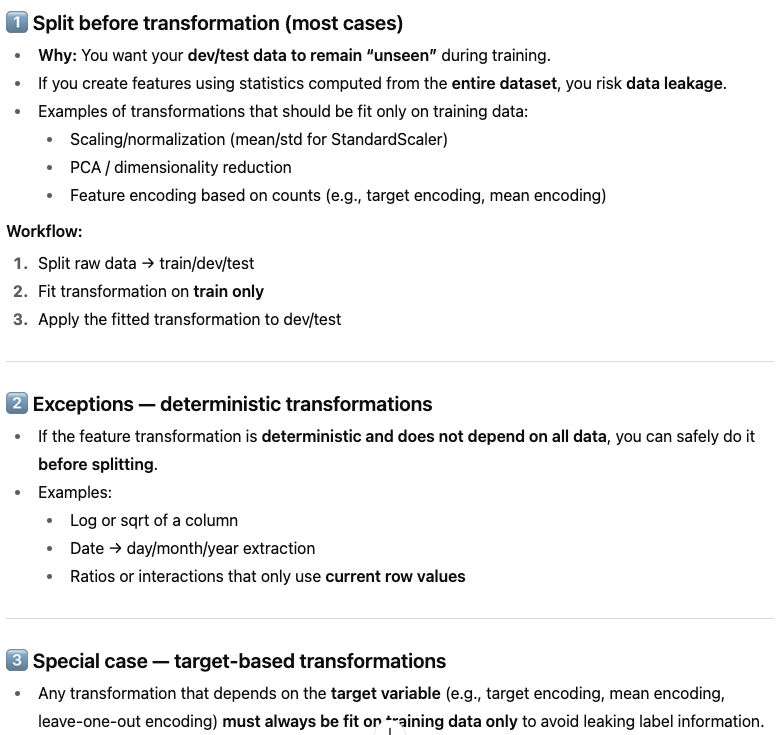 1 Split before transformation (most cases)
• Why: You want your dev/test data to remain “unseen” during training.
• If you create features using statistics computed from the entire dataset, you risk data leakage.
• Examples of transformations that should be fit only on training data:
• Scaling/normalization (mean/std for StandardScaler)
• PCA / dimensionality reduction
• Feature encoding based on counts (e.g., target encoding, mean encoding)
Workflow:
1. Split raw data → train/dev/test
2. Fit transformation on train only
3. Apply the fitted transformation to dev/test
2 Exceptions — deterministic transformations
• If the feature transformation is deterministic and does not depend on all data, you can safely do it
before splitting.
• Examples:
• Log or sqrt of a column
• Date → day/month/year extraction
• Ratios or interactions that only use current row values
3 Special case — target-based transformations
• Any transformation that depends on the target variable (e.g., target encoding, mean encoding,
leave-one-out encoding) must always be fit on training data only to avoid leaking label information.